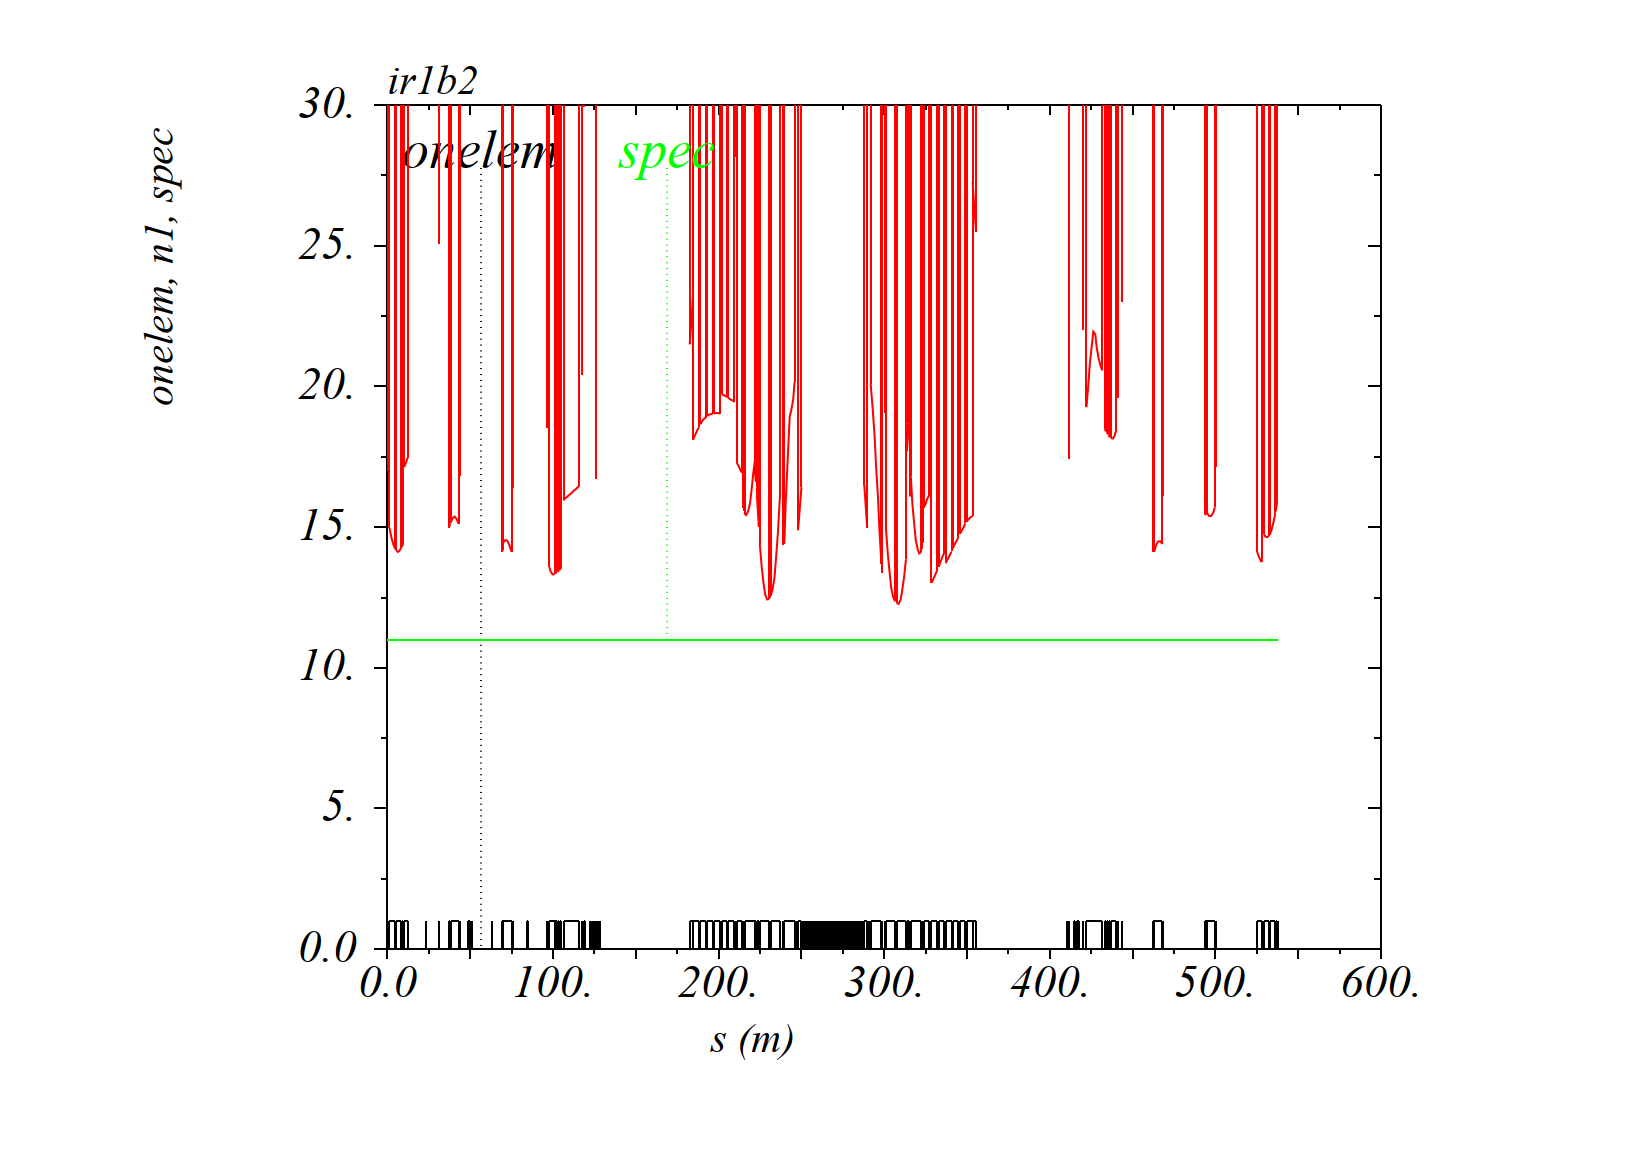 ir1b2
onelem, n1, spec
onelem
spec
30.
25.
20.
15.
10.
5.
0.0
0.0 100. 200. 300. 400. 500. 600.
s (m)